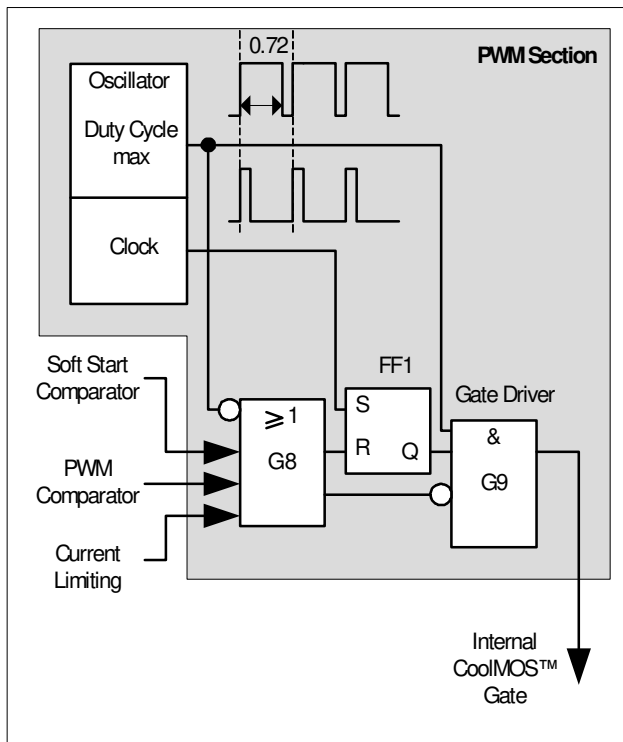 0.72
PWM Section
Oscillator
Duty Cycle
max
Clock
Soft Start
Comparator
PWM
Comparator
Current
Limiting
≥1
G8
FF1
S
R
Q
Gate Driver
&
G9
Internal
CoolMOS™
Gate